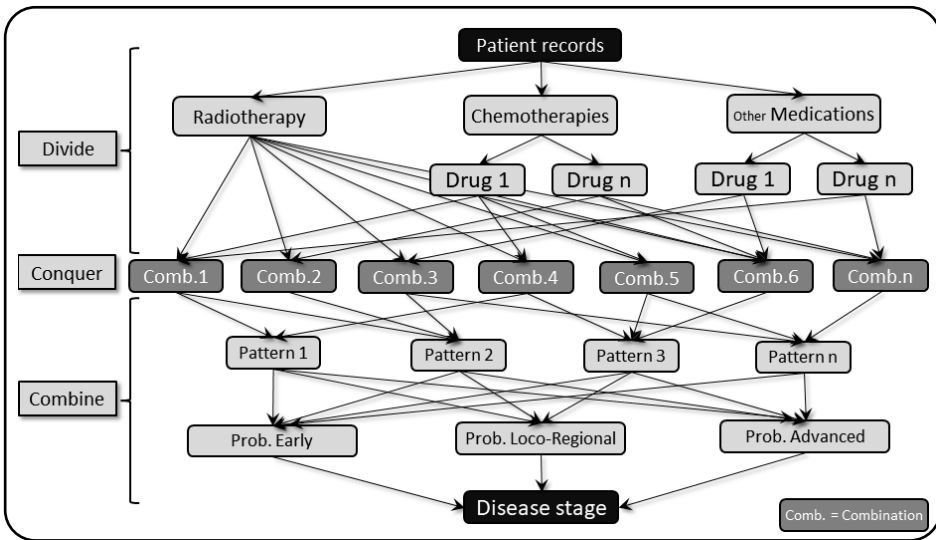 Patient records
Radiotherapy
Chemotherapies
Other Medications
Divide
Drug 1
Drug n
Drug 1
Drug n
Conquer
Comb.1
Comb.2
Comb.3
Comb.4
Comb.5
Comb.6
Comb.n
Pattern 1
Pattern 2
Pattern 3
Pattern n
Combine
Prob. Early
Prob. Loco-Regional
Prob. Advanced
Disease stage
Comb. = Combination